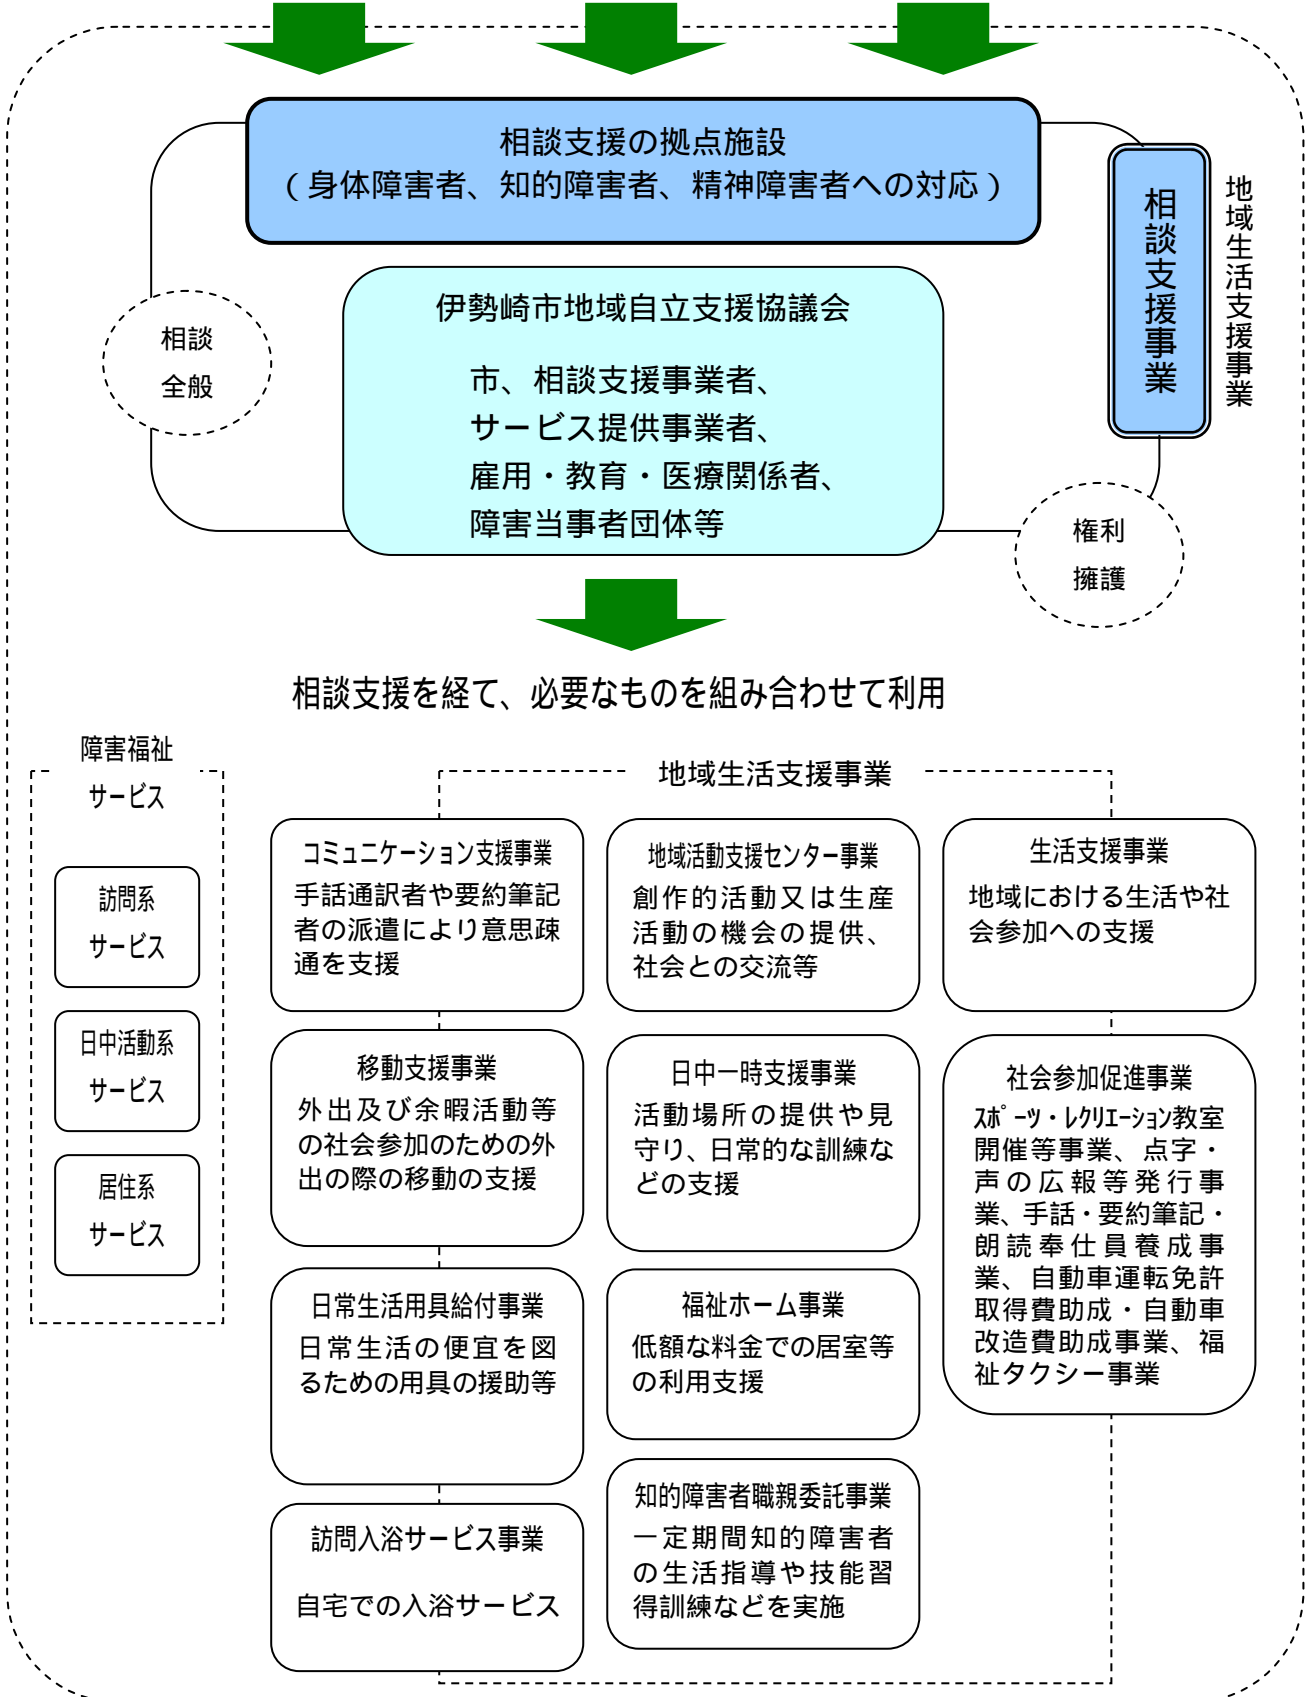 相談支援の拠点施設
（身体障害者、知的障害者、精神障害者への対応）
相談支援事業
地域生活支援事業
伊勢崎市地域自立支援協議会
市、相談支援事業者、
サービス提供事業者、
雇用・教育・医療関係者、
障害当事者団体等
相談
全般
権利
擁護
相談支援を経て、必要なものを組み合わせて利用
障害福祉
サービス
訪問系
サービス
日中活動系
サービス
居住系
サービス
地域生活支援事業
コミュニケーション支援事業
手話通訳者や要約筆記
者の派遣により意思疎
通を支援
移動支援事業
外出及び余暇活動等
の社会参加のための外
出の際の移動の支援
日常生活用具給付事業
日常生活の便宜を図
るための用具の援助等
訪問入浴サービス事業
自宅での入浴サービス
地域活動支援センター事業
創作的活動又は生産
活動の機会の提供、
社会との交流等
日中一時支援事業
活動場所の提供や見
守り、日常的な訓練な
どの支援
福祉ホーム事業
低額な料金での居室等
の利用支援
知的障害者職親委託事業
一定期間知的障害者
の生活指導や技能習
得訓練などを実施
生活支援事業
地域における生活や社
会参加への支援
社会参加促進事業
ｽﾎﾟｰﾂ・ﾚｸﾘｴｰｼｮﾝ教室
開催等事業、点字・
声の広報等発行事
業、手話・要約筆記・
朗読奉仕員養成事
業、自動車運転免許
取得費助成・自動車
改造費助成事業、福
祉タクシー事業